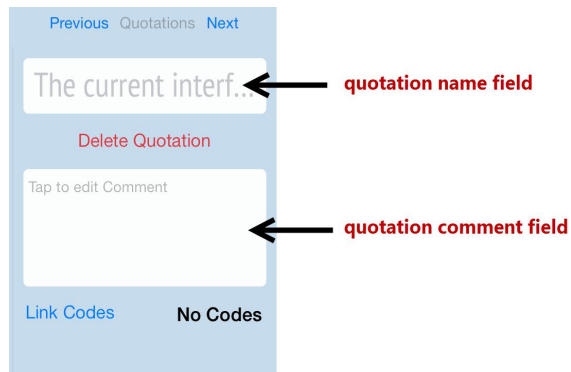 Previous Quotations Next
The current interf...
quotation name field
Delete Quotation
Tap to edit Comment
quotation comment field
Link Codes No Codes